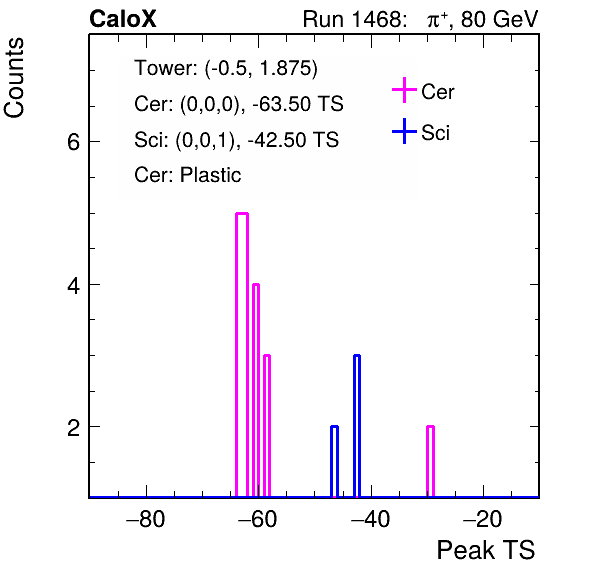 CaloX Run 1468: π⁺, 80 GeV
Counts
Tower: (-0.5, 1.875)
Cer: (0,0,0), -63.50 TS
Sci: (0,0,1), -42.50 TS
Cer: Plastic
Cer
Sci
6
4
2
−80 −60 −40 −20
Peak TS